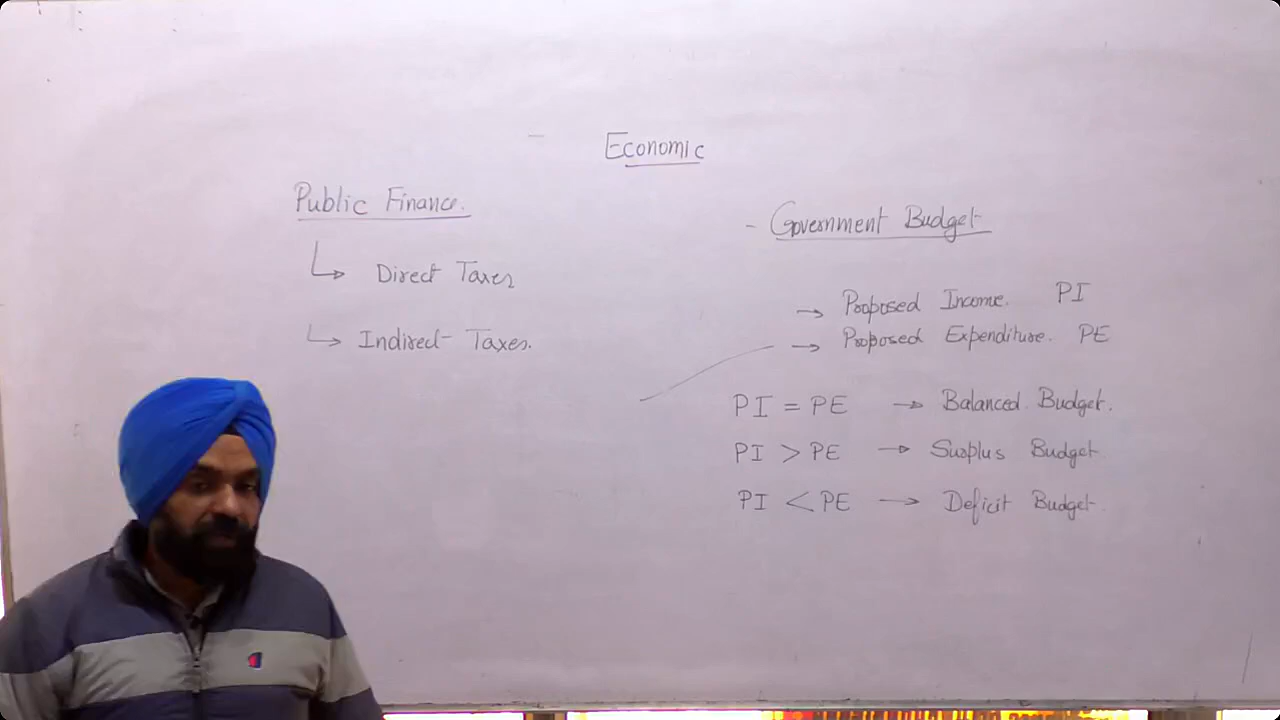 Economic
Public Finance.
Direct Taxes
Indirect Taxes.
- Government Budget
→ Proposed Income. PI
→ Proposed Expenditure. PE
PI = PE → Balanced Budget.
PI > PE → Surplus Budget
PI < PE → Deficit Budget.